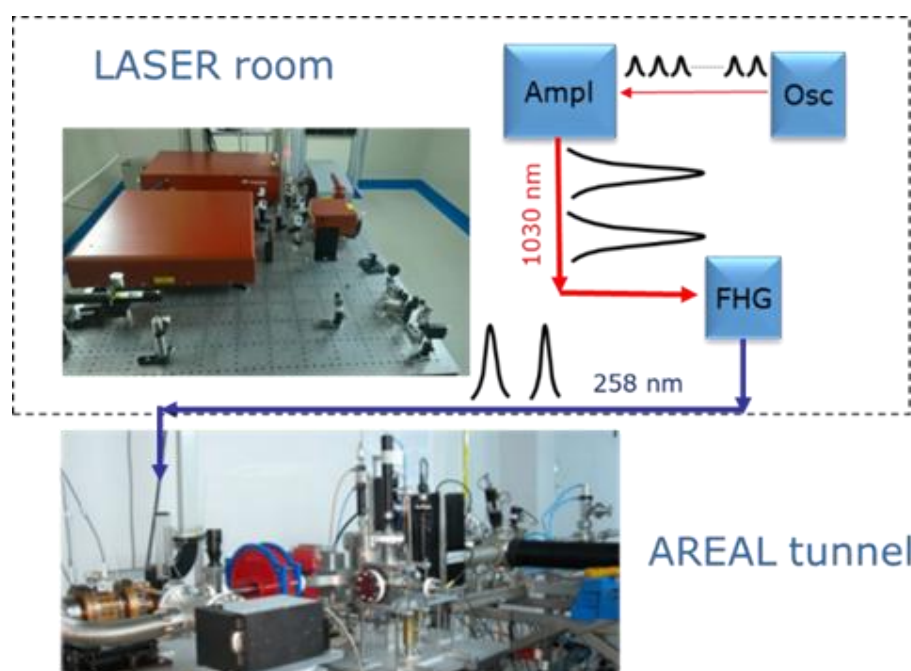 LASER room
Ampl
Osc
1030 nm
FHG
258 nm
AREAL tunnel